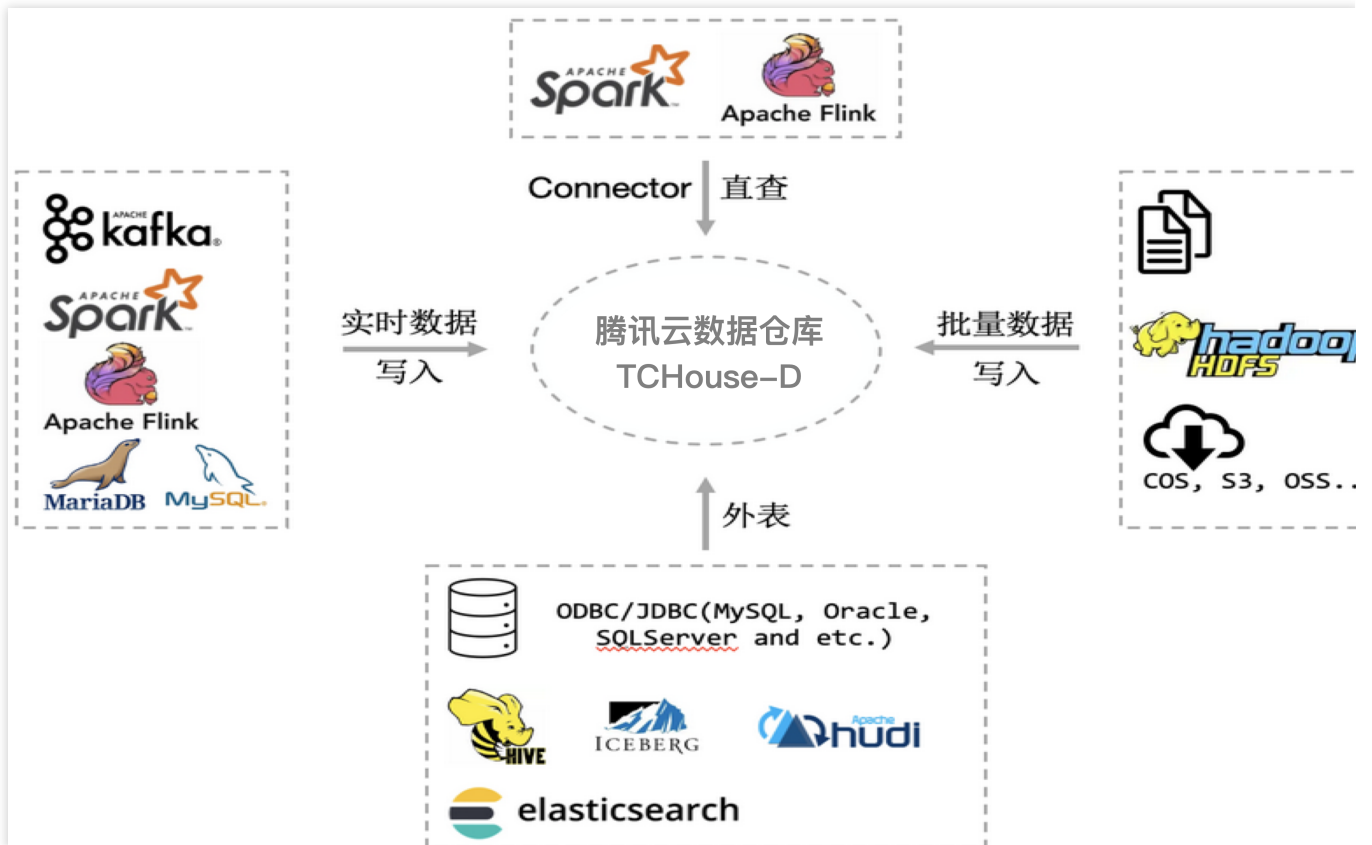 APACHE
Spark™
Apache Flink
Connector 直查
APACHE
kafka®
APACHE
Spark™
Apache Flink
MariaDB MySQL®
实时数据
写入
腾讯云数据仓库
TCHouse-D
批量数据
写入
hadoop
HDFS
COS, S3, OSS..
外表
ODBC/JDBC(MySQL, Oracle,
SQLServer and etc.)
HIVE
ICEBERG
Apache
hudi
elasticsearch